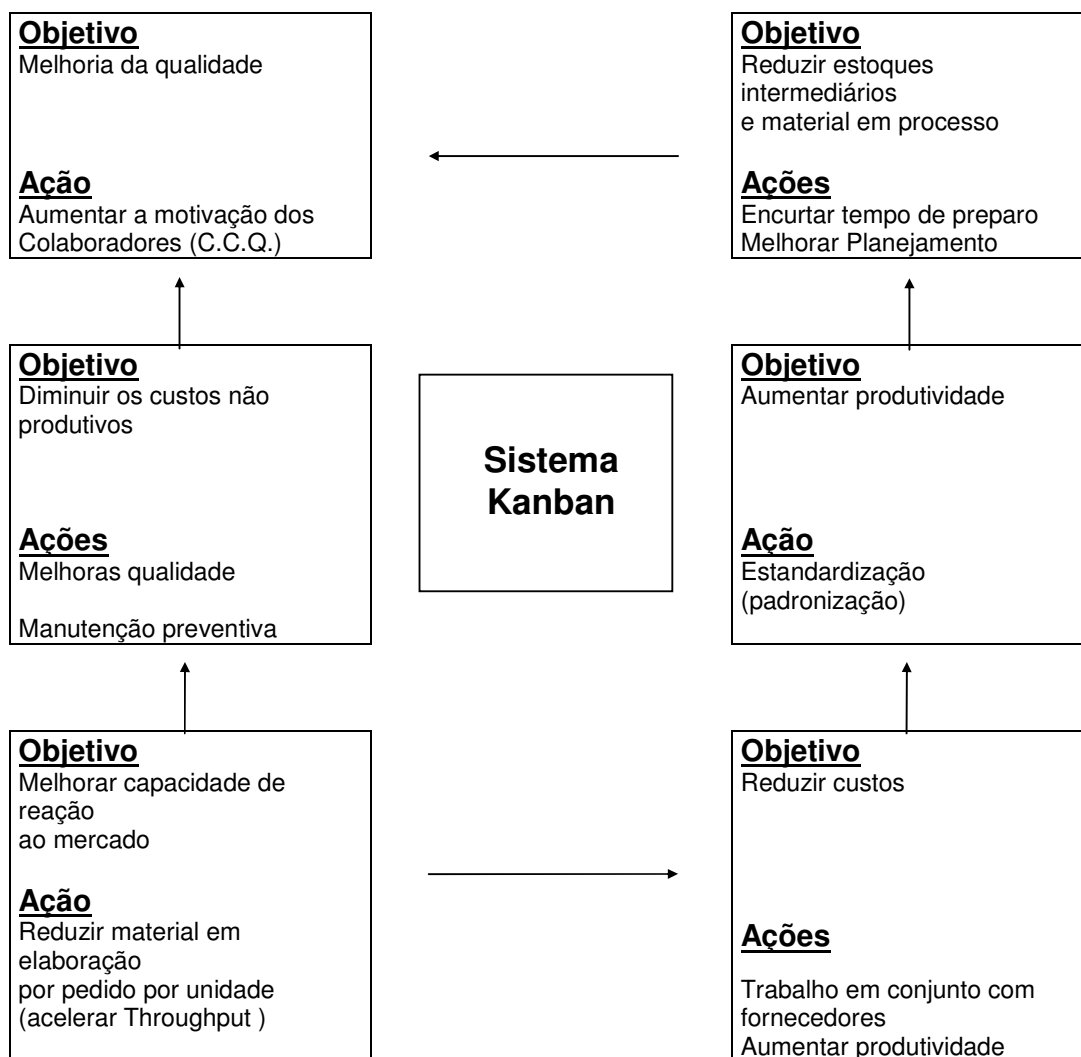 Objetivo
Melhoria da qualidade
Ação
Aumentar a motivação dos
Colaboradores (C.C.Q.)
Objetivo
Reduzir estoques
intermediários
e material em processo
Ações
Encurtar tempo de preparo
Melhorar Planejamento
Objetivo
Diminuir os custos não
produtivos
Ações
Melhoras qualidade
Manutenção preventiva
Sistema
Kanban
Objetivo
Aumentar produtividade
Ação
Estandardização
(padronização)
Objetivo
Melhorar capacidade de
reação
ao mercado
Ação
Reduzir material em
elaboração
por pedido por unidade
(acelerar Throughput )
Objetivo
Reduzir custos
Ações
Trabalho em conjunto com
fornecedores
Aumentar produtividade